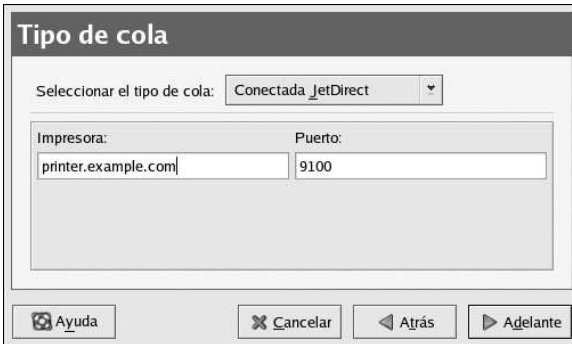 Tipo de cola
Seleccionar el tipo de cola: Conectada JetDirect
Impresora: Puerto:
printer.example.com 9100
Ayuda Cancelar Atrás Adelante